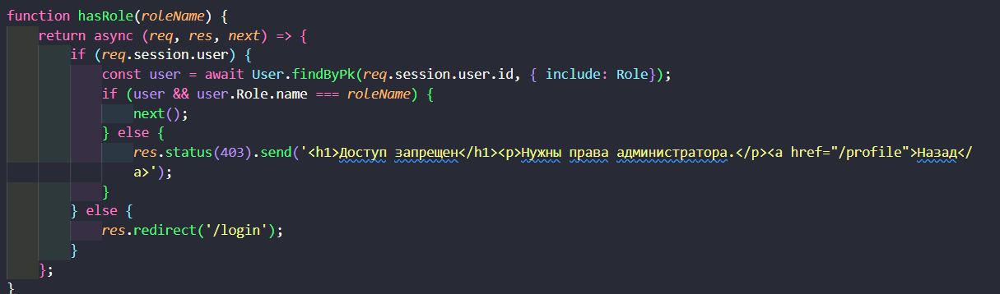 function hasRole(roleName) {
    return async (req, res, next) => {
        if (req.session.user) {
            const user = await User.findByPk(req.session.user.id, { include: Role});
            if (user && user.Role.name === roleName) {
                next();
            } else {
                res.status(403).send('<h1>Доступ запрещен</h1><p>Нужны права администратора.</p><a href="/profile">Назад</
                a>');
            }
        } else {
            res.redirect('/login');
        }
    };
}